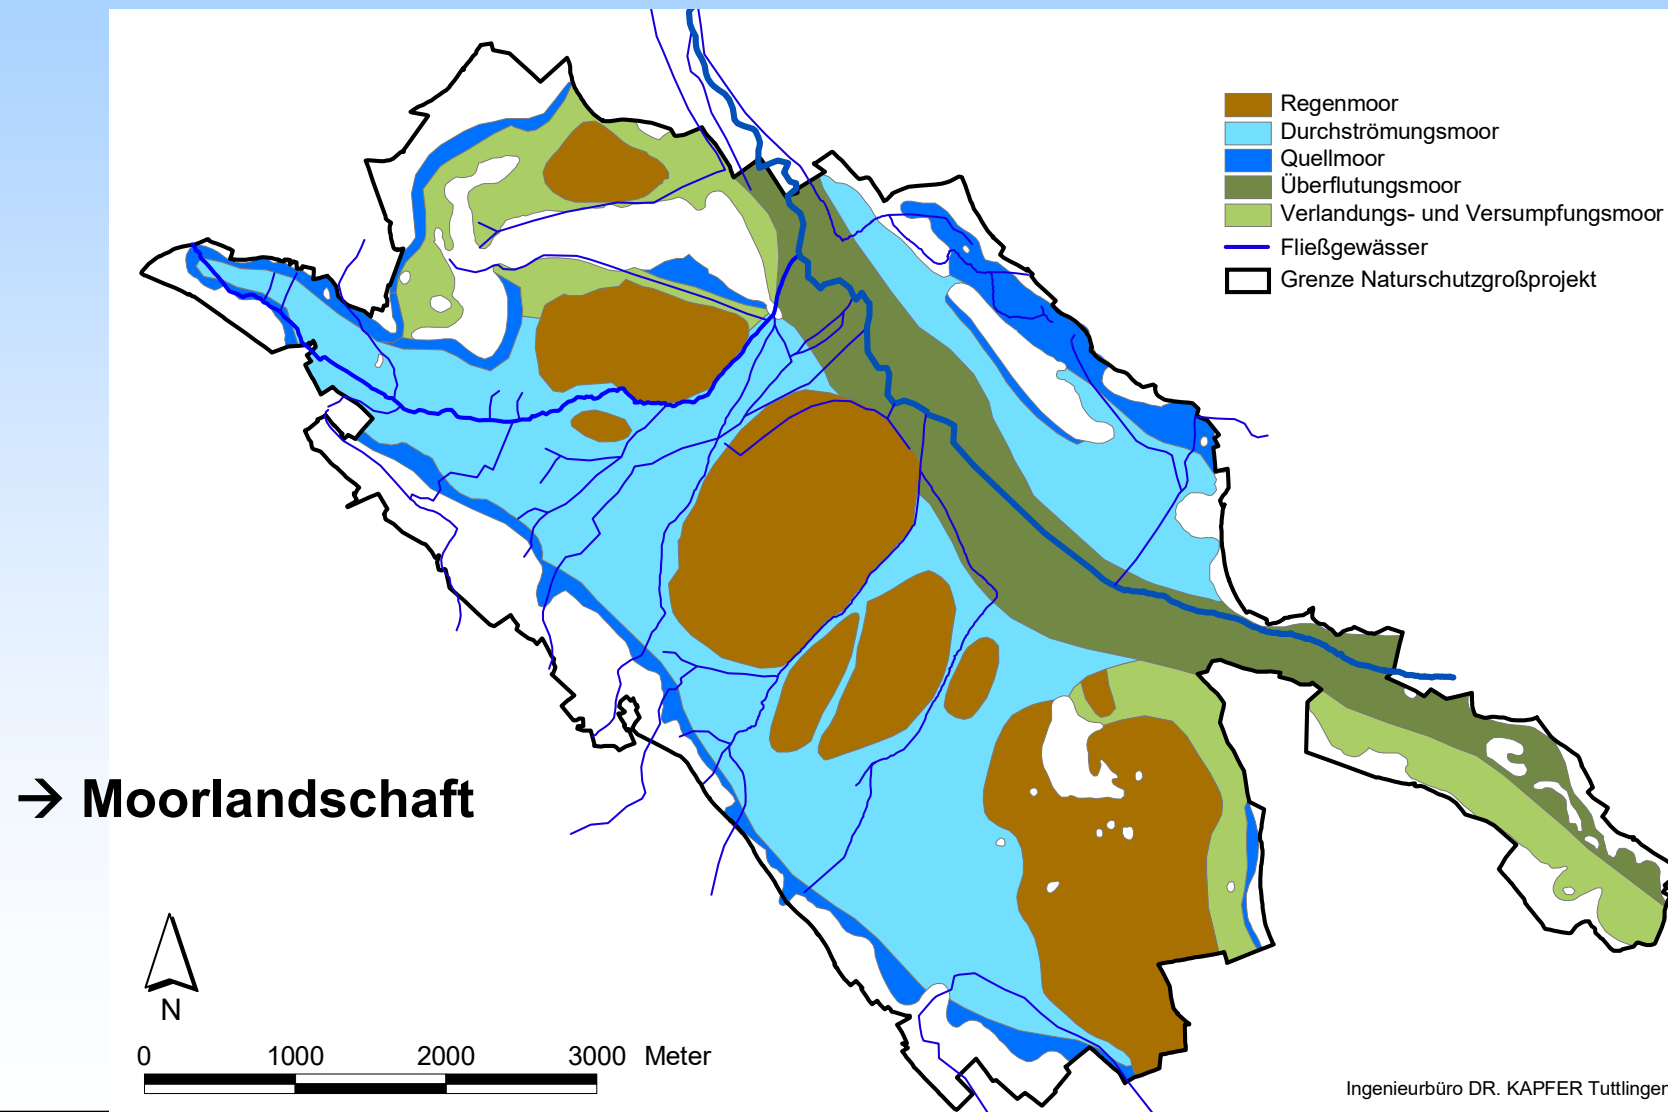 Regenmoor
Durchströmungsmoor
Quellmoor
Überflutungsmoor
Verlandungs- und Versumpfungsmoor
Fließgewässer
Grenze Naturschutzgroßprojekt
→ Moorlandschaft
N
0 1000 2000 3000 Meter
Ingenieurbüro DR. KAPFER Tuttlingen